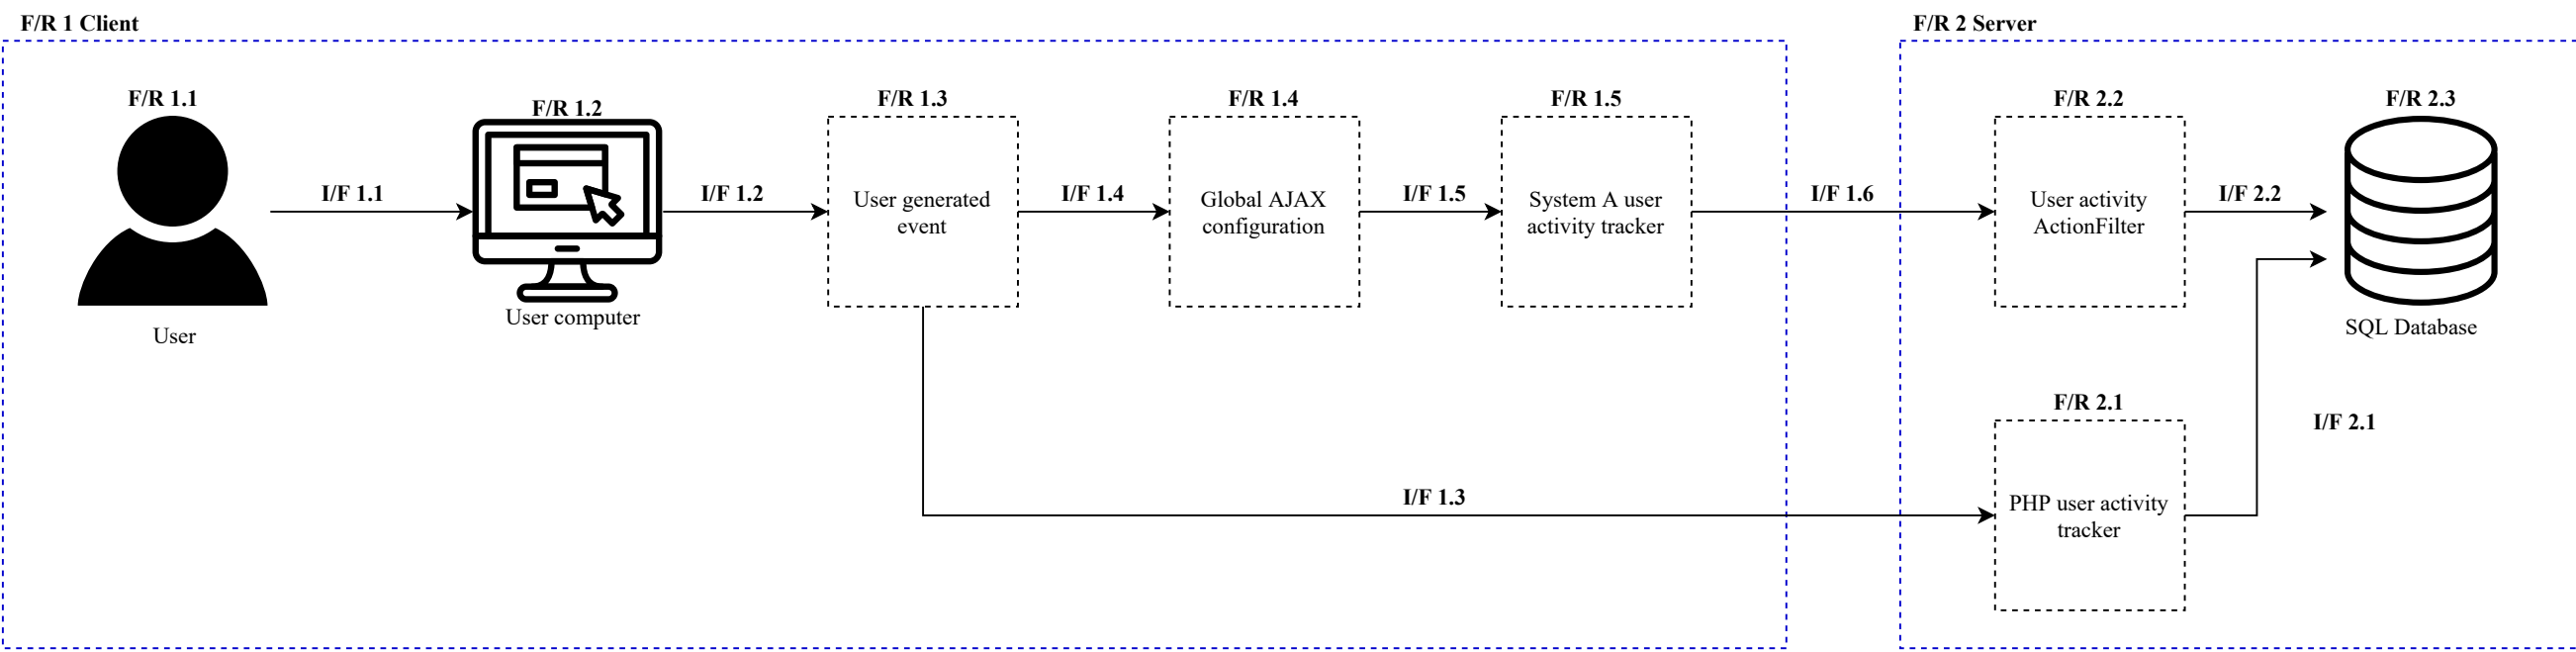 F/R 1 Client
F/R 2 Server
F/R 1.1
F/R 1.2
F/R 1.3
F/R 1.4
F/R 1.5
F/R 2.2
F/R 2.3
I/F 1.1
I/F 1.2
User generated
event
I/F 1.4
Global AJAX
configuration
I/F 1.5
System A user
activity tracker
I/F 1.6
User activity
ActionFilter
I/F 2.2
User
User computer
SQL Database
F/R 2.1
I/F 2.1
I/F 1.3
PHP user activity
tracker